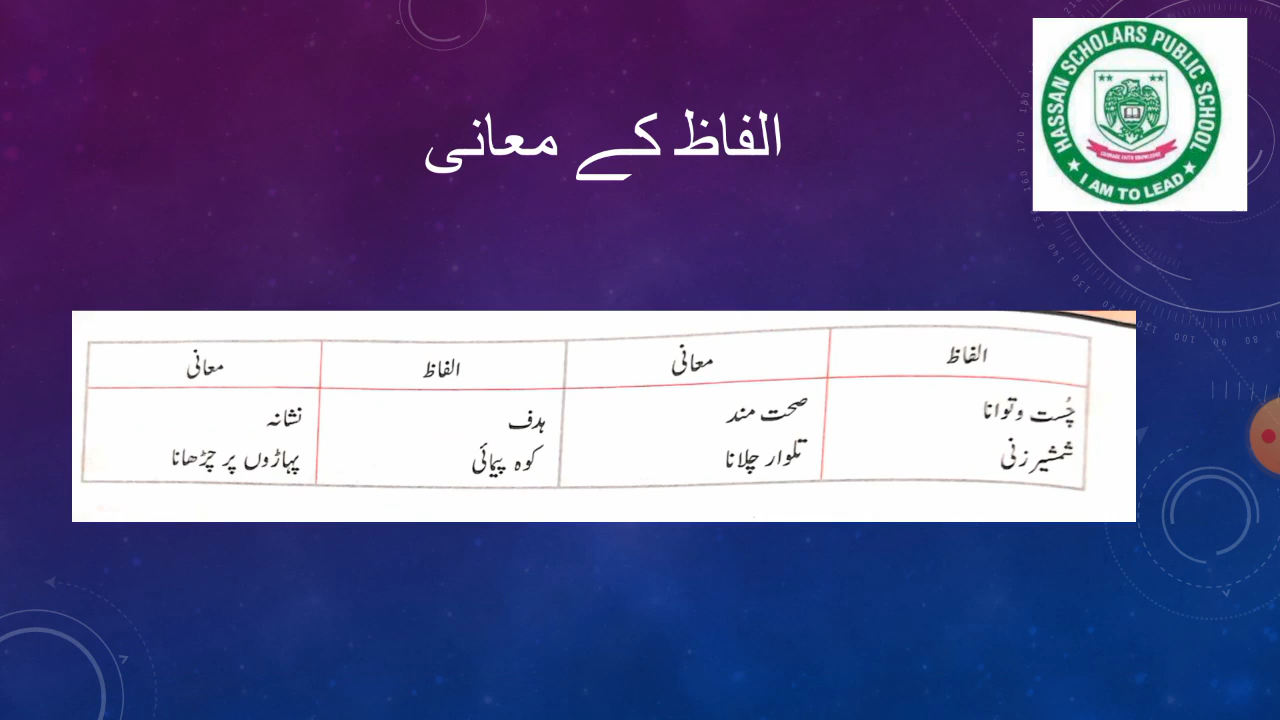 الفاظ کے معانی
HASSAN SCHOLARS PUBLIC SCHOOL
I AM TO LEAD
الفاظ معانی الفاظ معانی
چُست وتوانا صحت مند ہدف نشانہ
شمشیر زنی تلوار چلانا کوہ پیمائی پہاڑوں پر چڑھانا